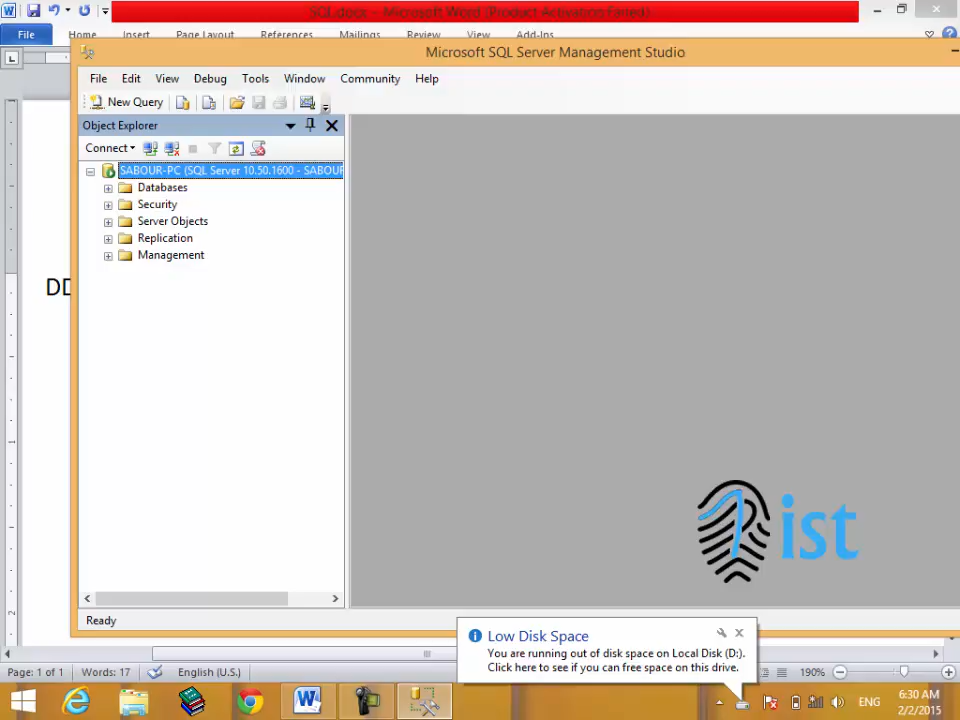 SQL.docx - Microsoft Word (Product Activation Failed)
File Home Insert Page Layout References Mailings Review View Add-Ins
Microsoft SQL Server Management Studio
File Edit View Debug Tools Window Community Help
New Query
Object Explorer
Connect
SABOUR-PC (SQL Server 10.50.1600 - SABOUR
Databases
Security
Server Objects
Replication
Management
DD
ist
Ready
Low Disk Space
You are running out of disk space on Local Disk (D:).
Click here to see if you can free space on this drive.
Page: 1 of 1 Words: 17 English (U.S.) 190%
ENG
6:30 AM
2/2/2015